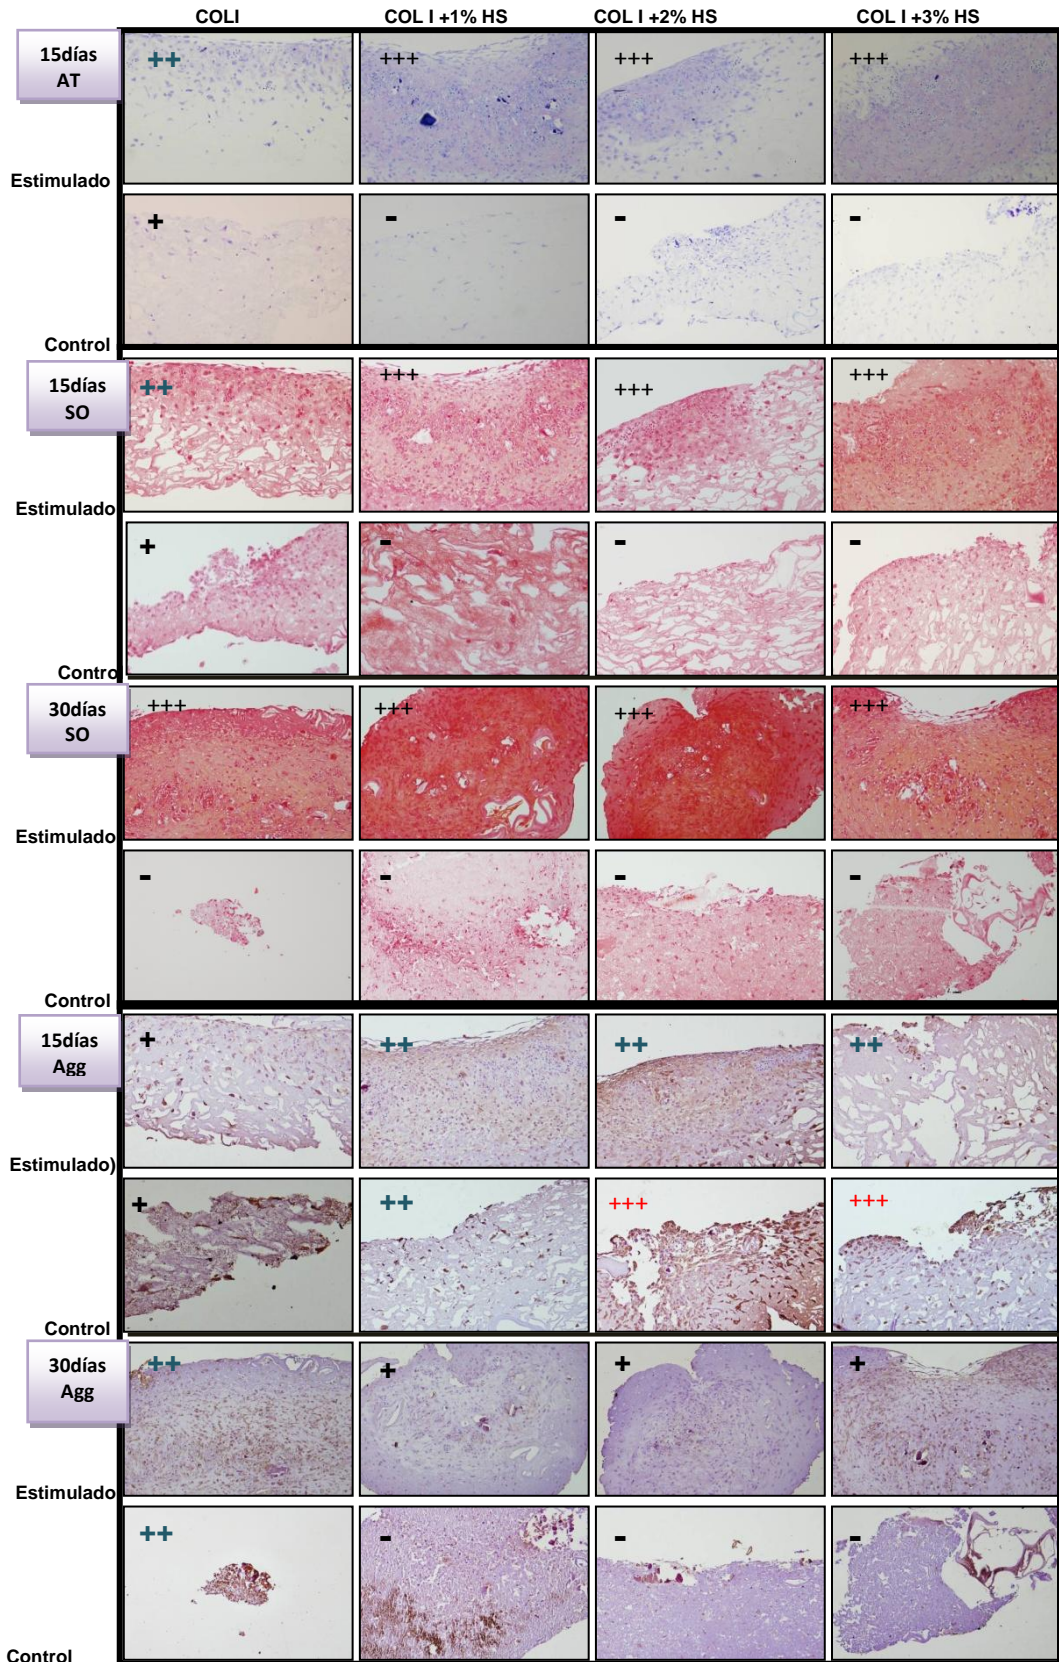 COLI COL I +1% HS COL I +2% HS COL I +3% HS
15días
AT
++ +++ +++ +++
Estimulado
+ - - -
Control
15días
SO
++ +++ +++ +++
Estimulado
+ - - -
Contro
30días
SO
+++ +++ +++ +++
Estimulado
- - - -
Control
15días
Agg
+ ++ ++ ++
Estimulado)
+ ++ +++ +++
Control
30días
Agg
++ + + +
Estimulado
++ - - -
Control